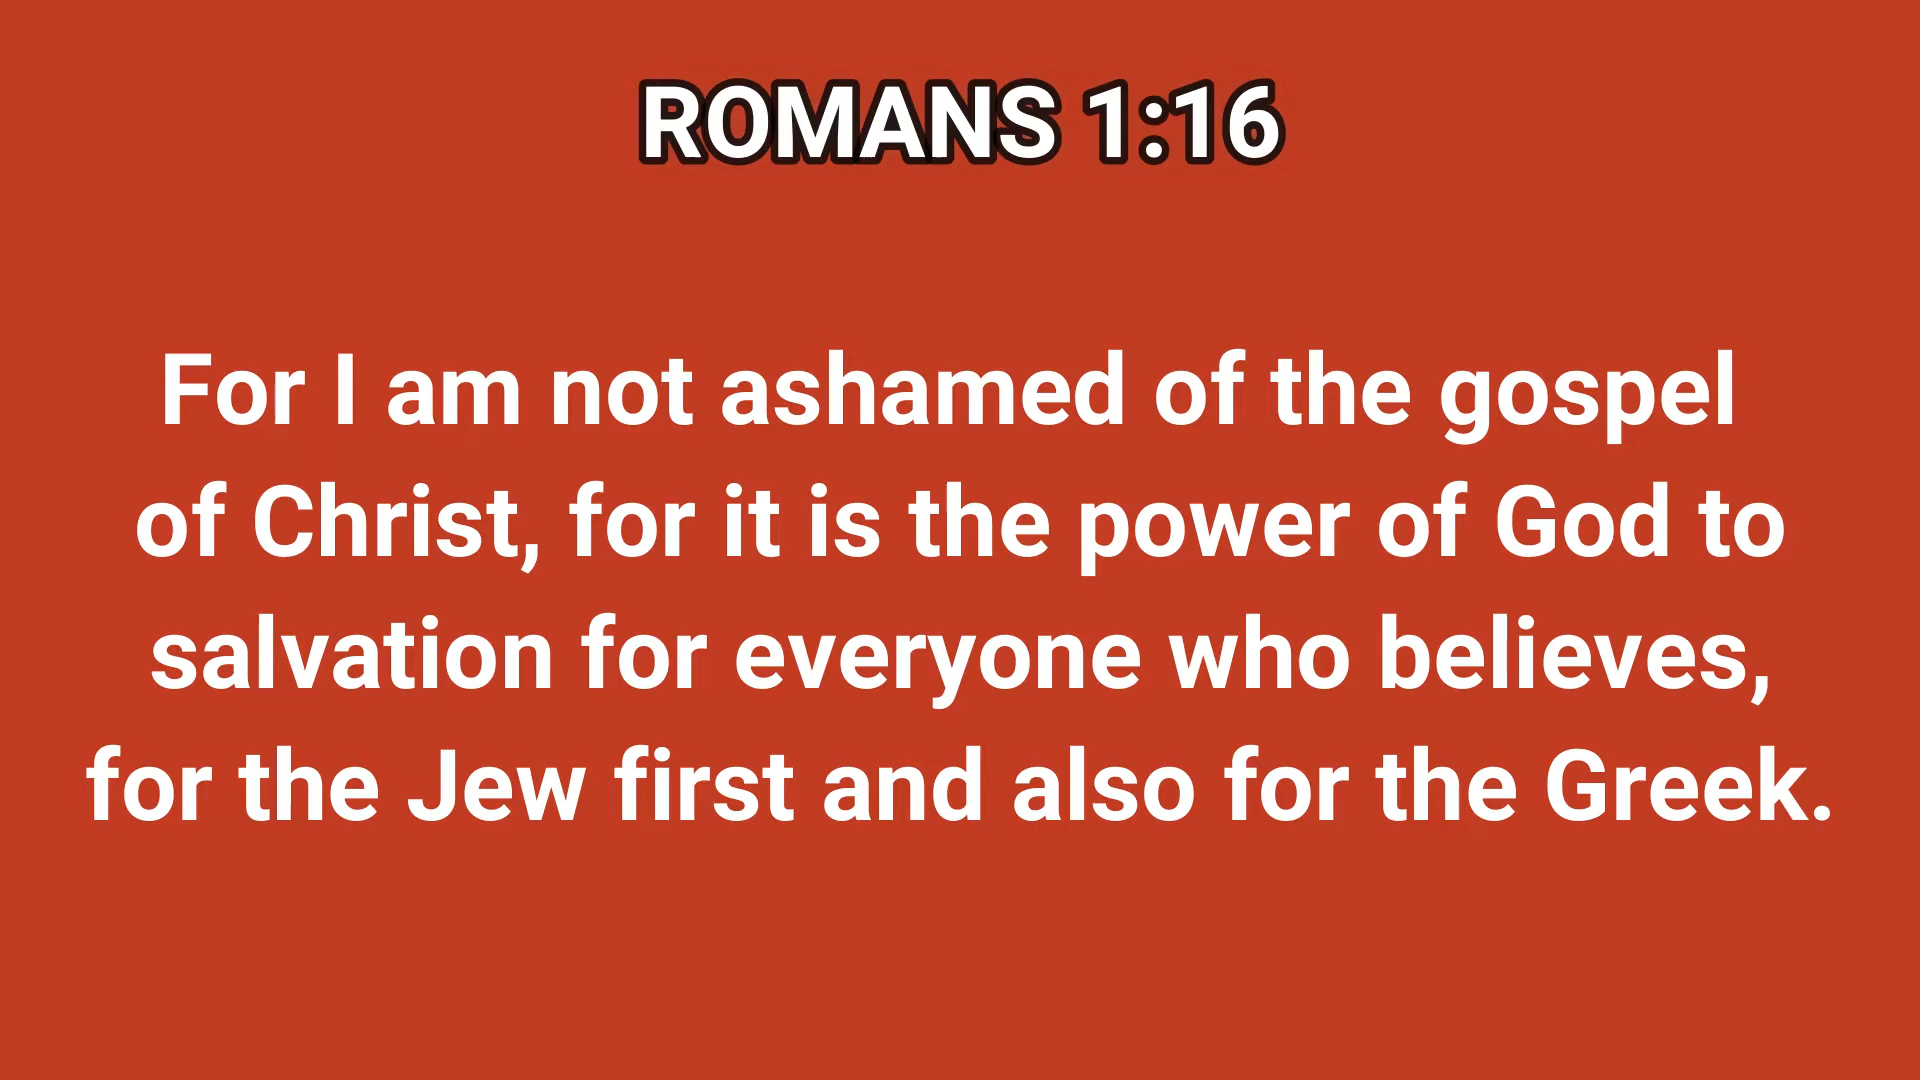 ROMANS 1:16
For I am not ashamed of the gospel
of Christ, for it is the power of God to
salvation for everyone who believes,
for the Jew first and also for the Greek.